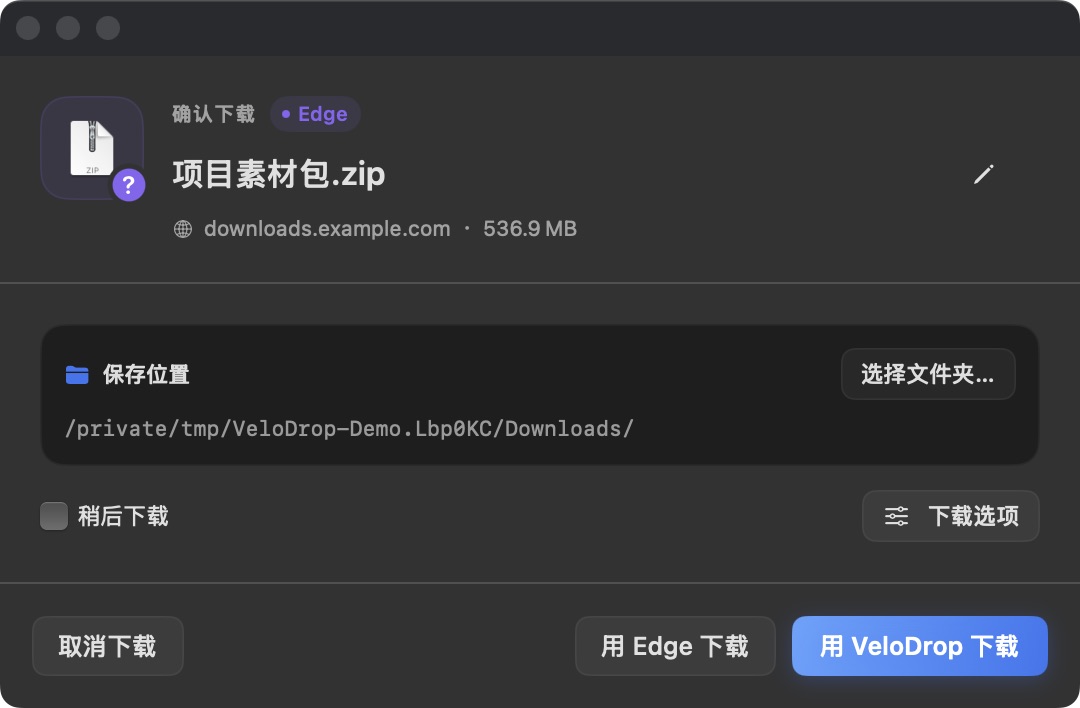 确认下载 • Edge
ZIP
?
项目素材包.zip
downloads.example.com · 536.9 MB
保存位置
选择文件夹...
/private/tmp/VeloDrop-Demo.Lbp0KC/Downloads/
稍后下载
下载选项
取消下载
用 Edge 下载
用 VeloDrop 下载